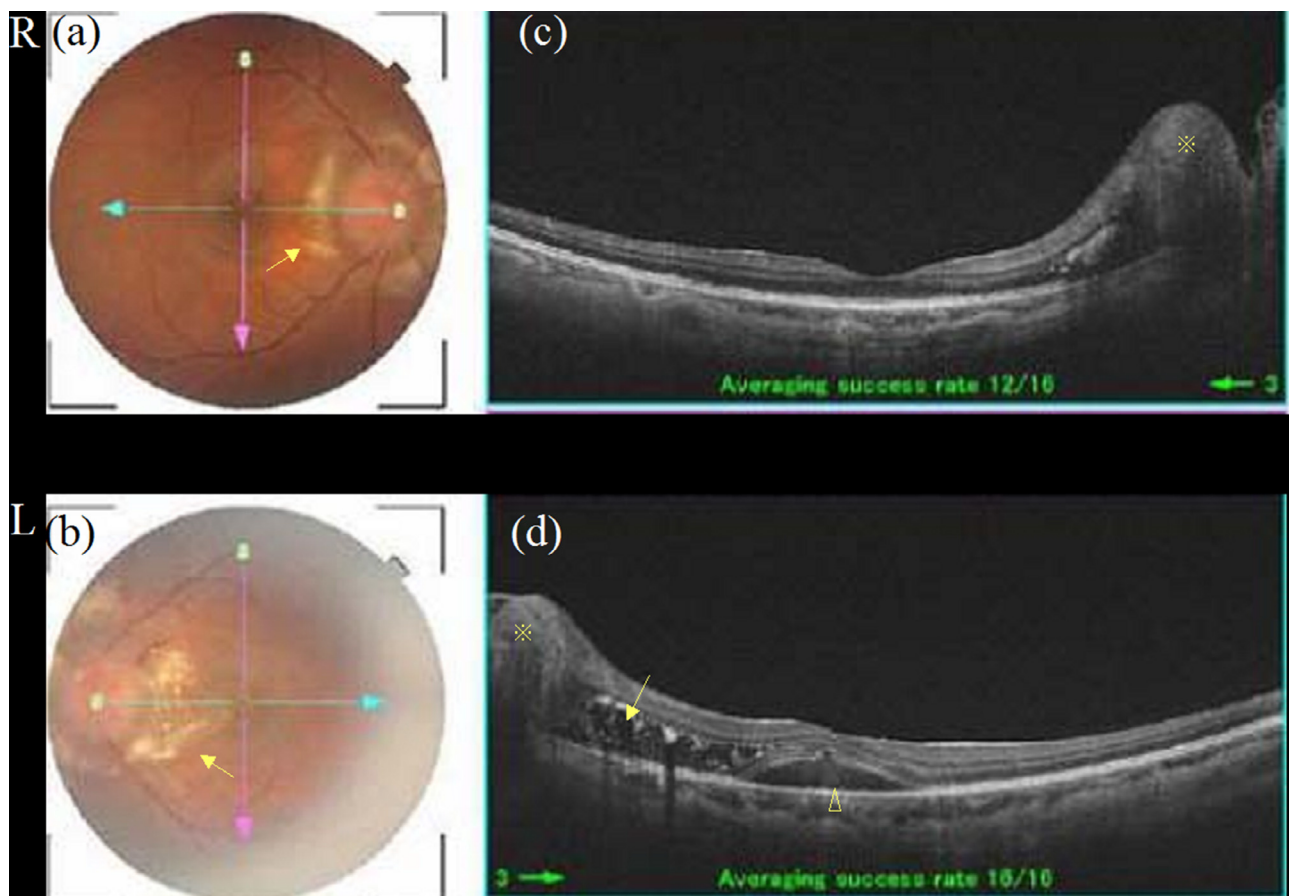 R (a) (c)
Averaging success rate 12/16
3
L (b) (d)
3
Averaging success rate 16/16